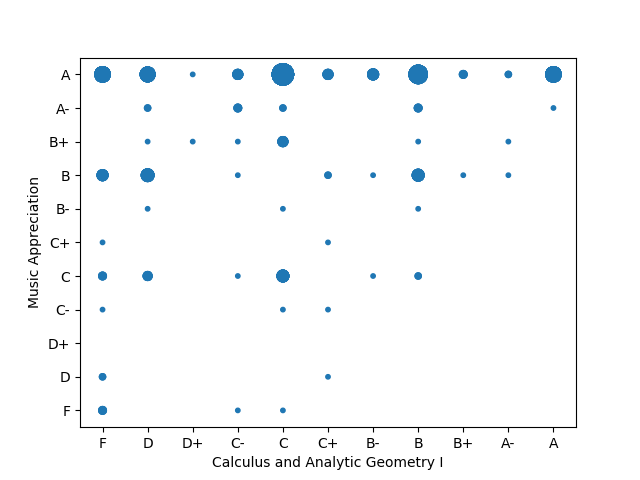 A
A-
B+
B
B-
C+
C
C-
D+
D
F
Music Appreciation
F D D+ C- C C+ B- B B+ A- A
Calculus and Analytic Geometry I